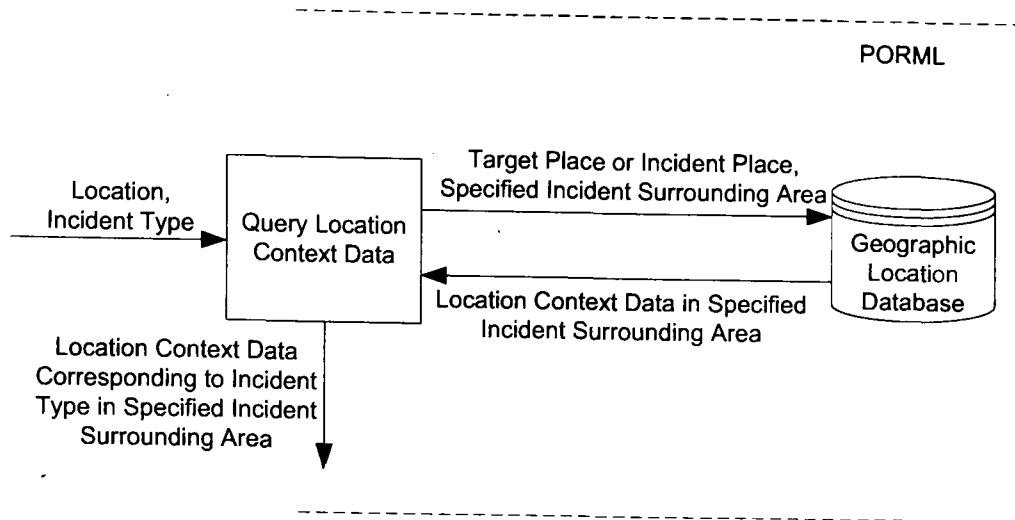 PORML
Target Place or Incident Place,
Specified Incident Surrounding Area
Location,
Incident Type
Query Location
Context Data
Geographic
Location
Database
Location Context Data in Specified
Incident Surrounding Area
Location Context Data
Corresponding to Incident
Type in Specified Incident
Surrounding Area